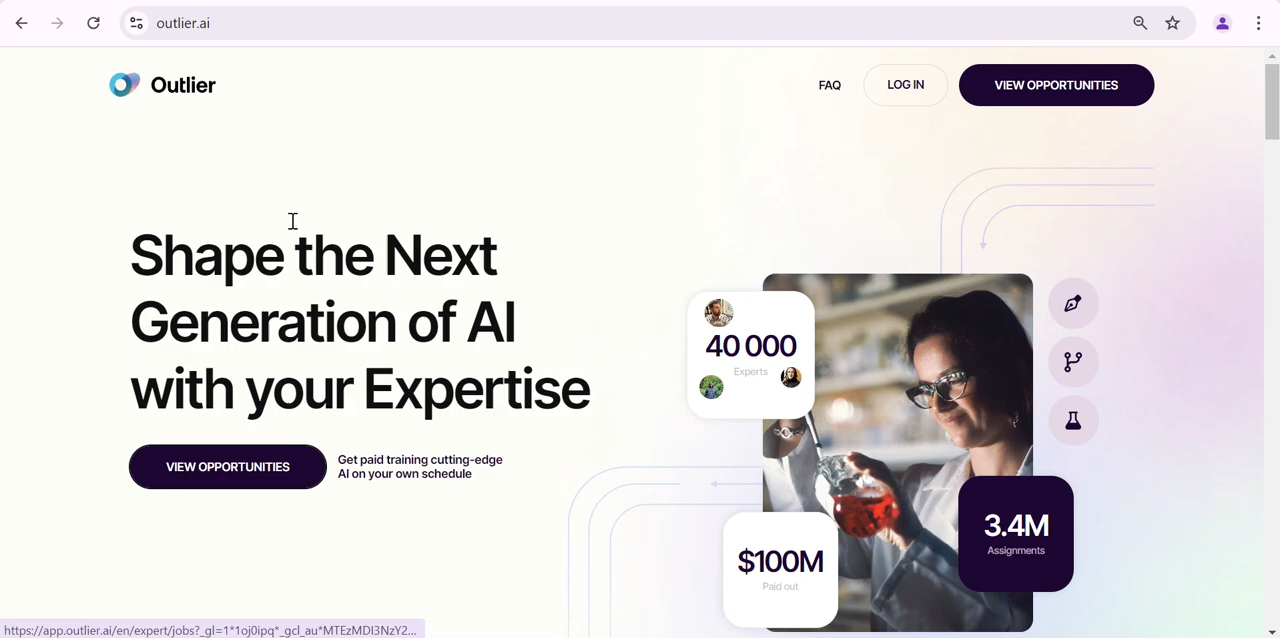 outlier.ai
Outlier
FAQ
LOG IN
VIEW OPPORTUNITIES
Shape the Next
Generation of AI
with your Expertise
VIEW OPPORTUNITIES
Get paid training cutting-edge
AI on your own schedule
40 000
Experts
$100M
Paid out
3.4M
Assignments
https://app.outlier.ai/en/expert/jobs?_gl=1*1oj0ipq*_gcl_au*MTEzMDI3NzY2...